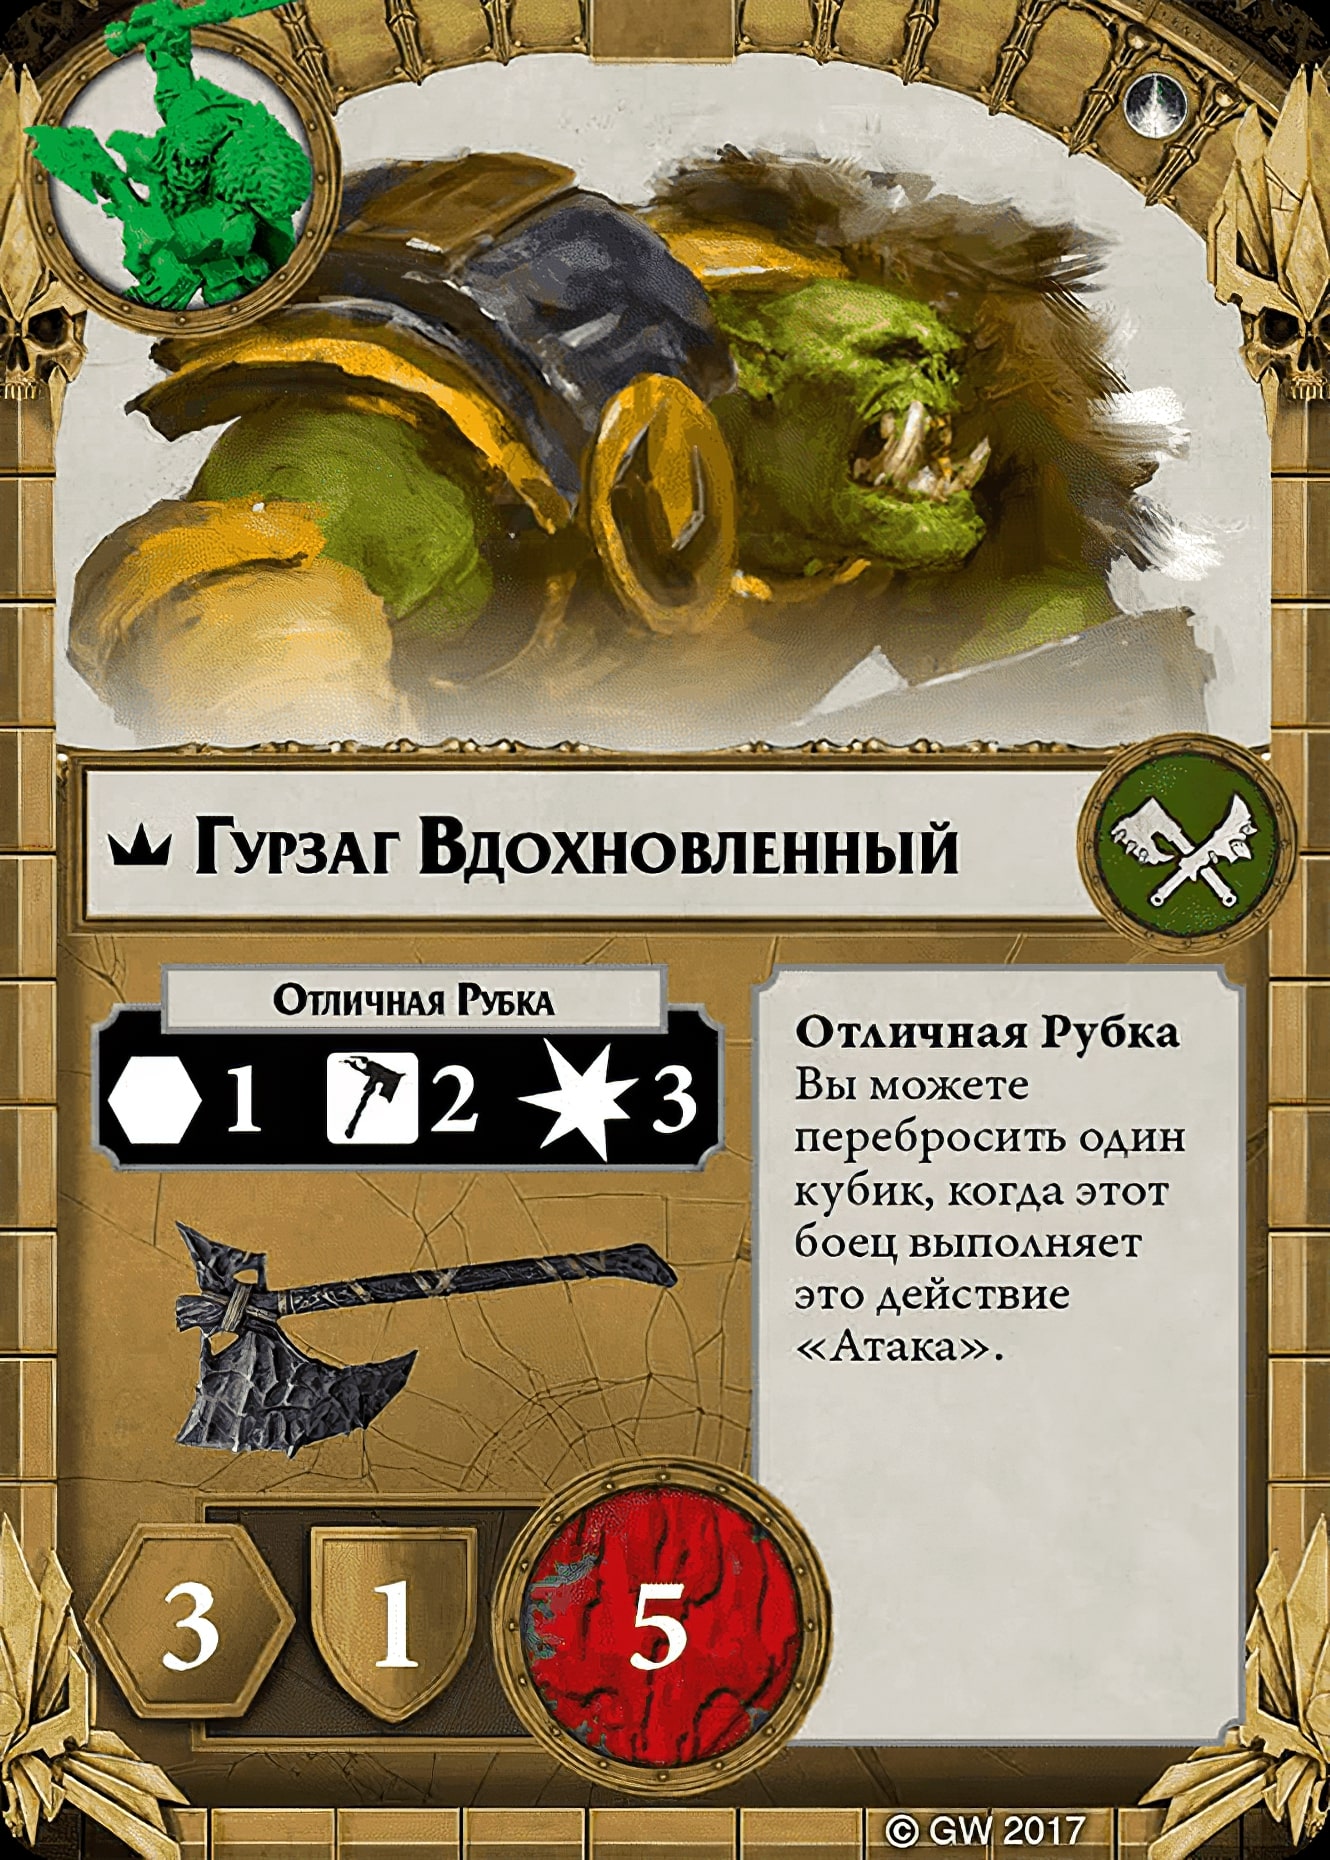 Гурзаг Вдохновленный
Отличная Рубка
1 2 3
Отличная Рубка
Вы можете
перебросить один
кубик, когда этот
боец выполняет
это действие
«Атака».
3 1 5
© GW 2017